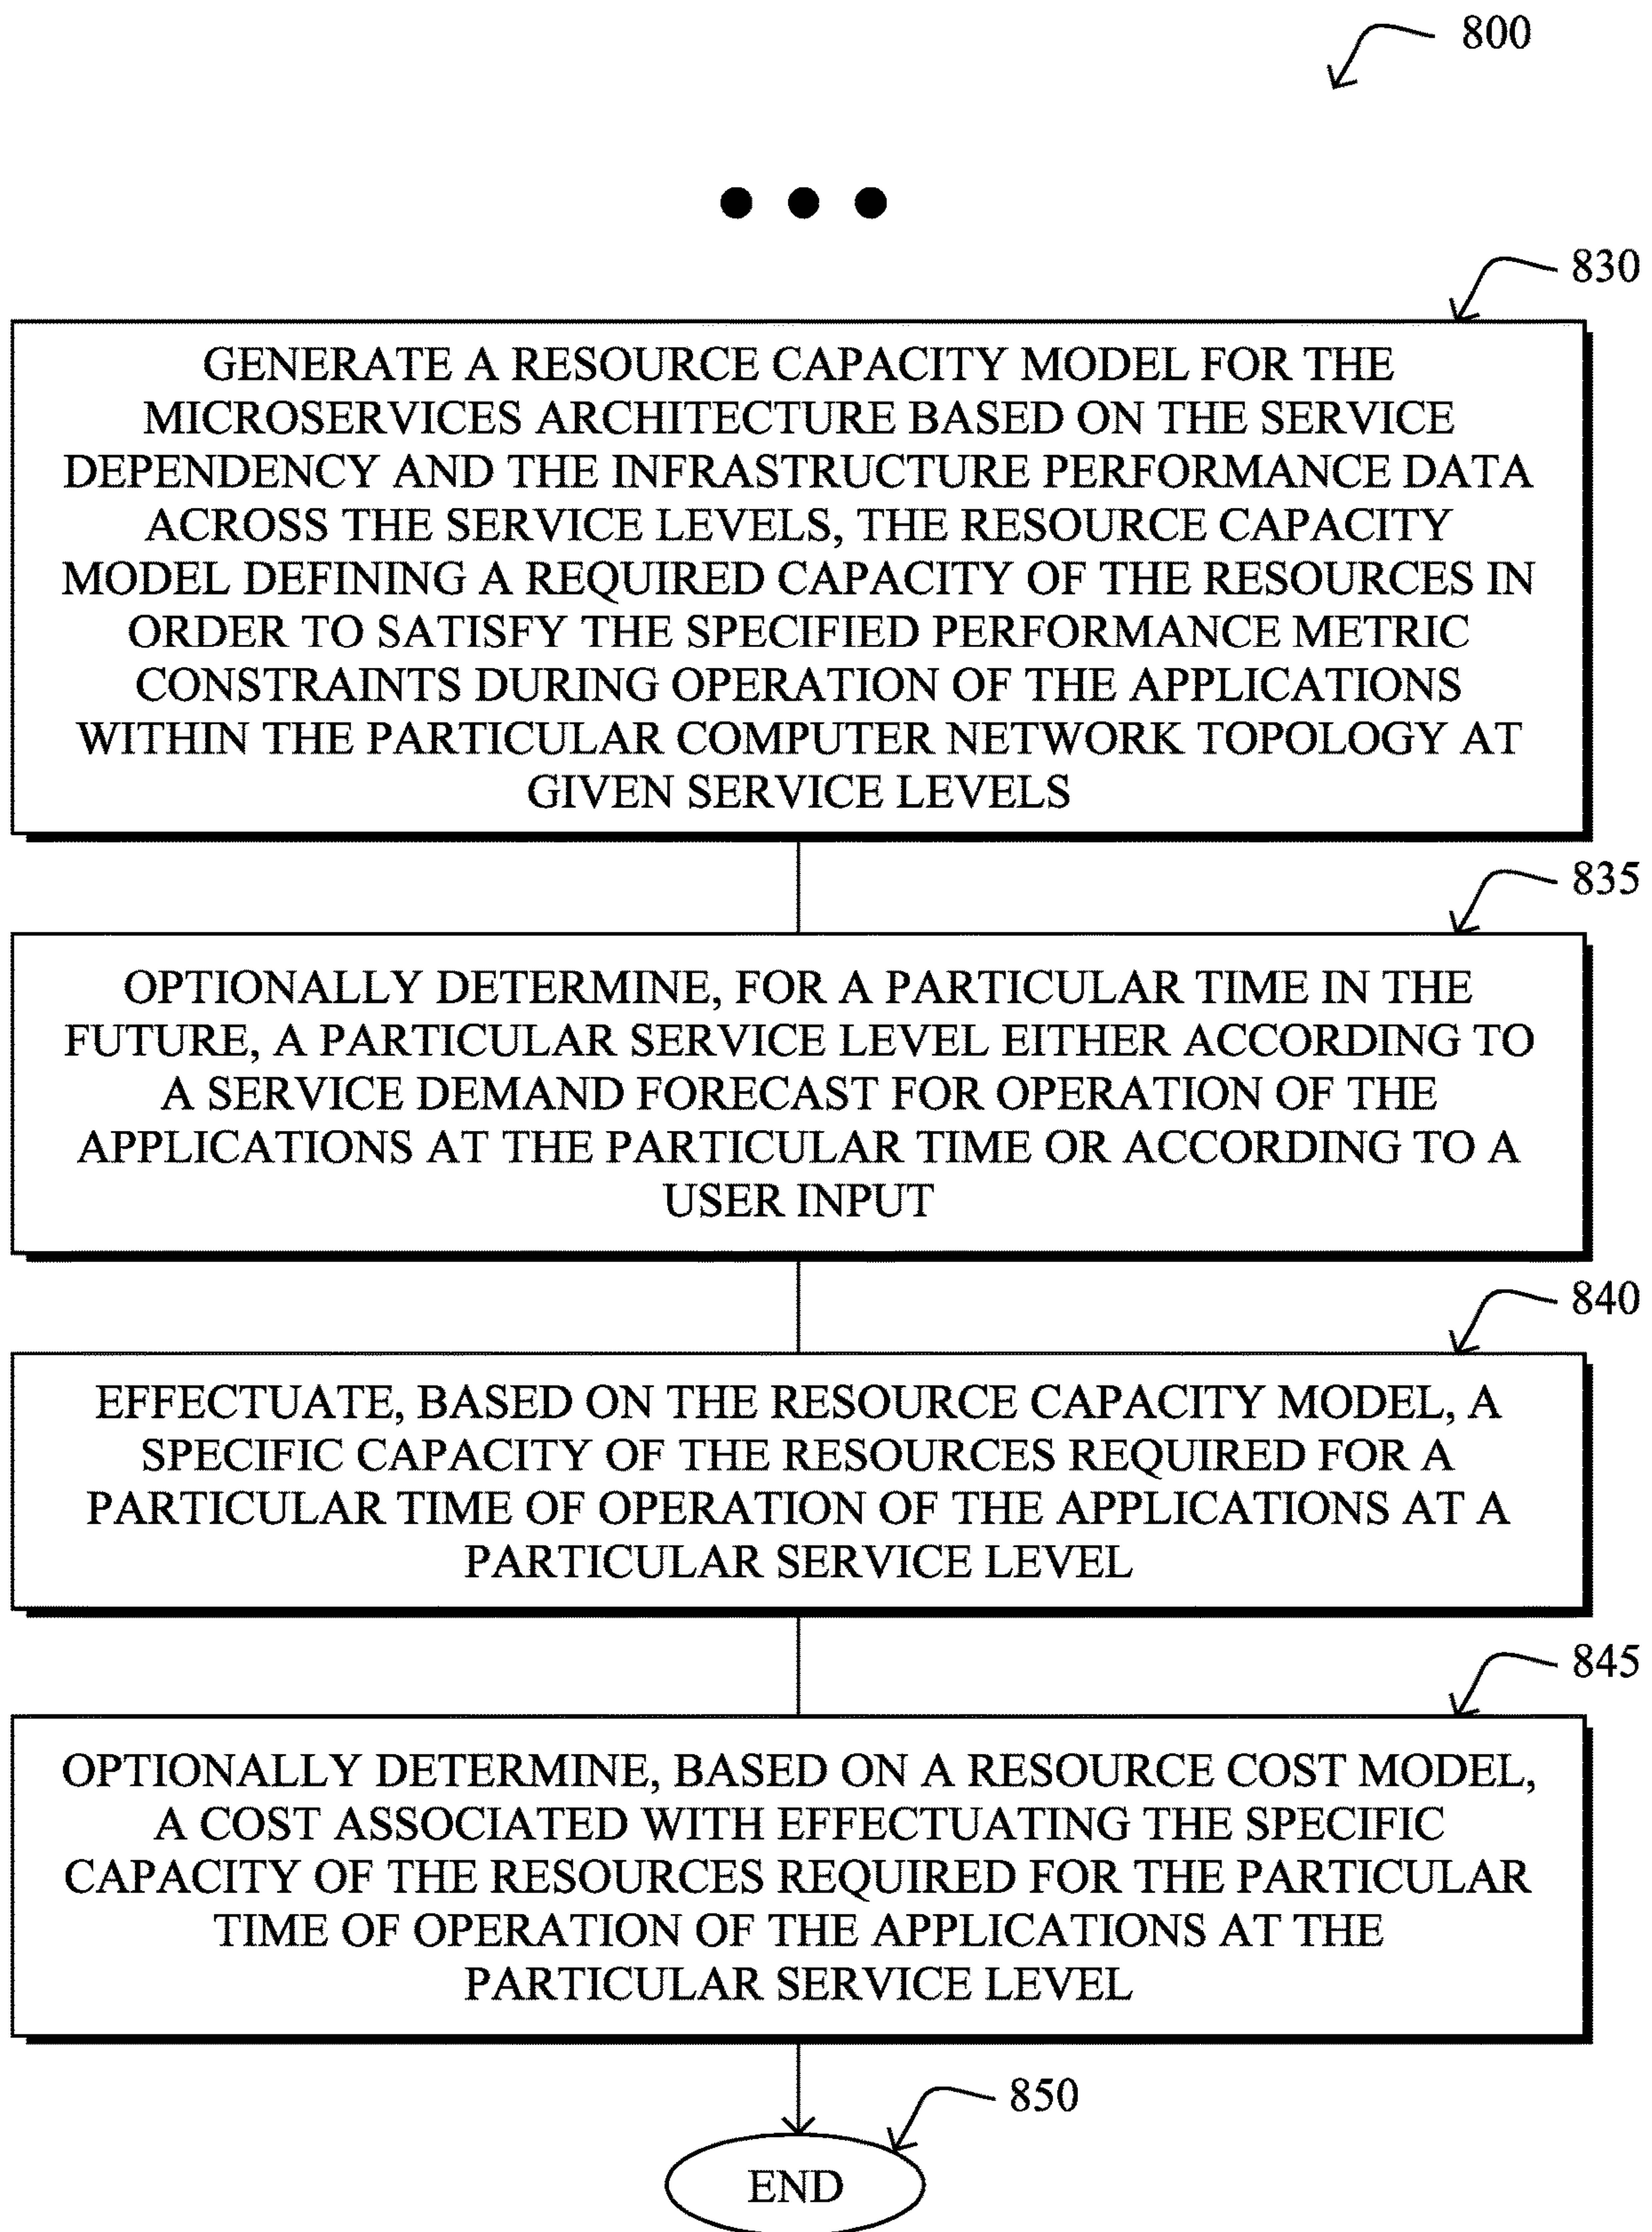 800
830
GENERATE A RESOURCE CAPACITY MODEL FOR THE
MICROSERVICES ARCHITECTURE BASED ON THE SERVICE
DEPENDENCY AND THE INFRASTRUCTURE PERFORMANCE DATA
ACROSS THE SERVICE LEVELS, THE RESOURCE CAPACITY
MODEL DEFINING A REQUIRED CAPACITY OF THE RESOURCES IN
ORDER TO SATISFY THE SPECIFIED PERFORMANCE METRIC
CONSTRAINTS DURING OPERATION OF THE APPLICATIONS
WITHIN THE PARTICULAR COMPUTER NETWORK TOPOLOGY AT
GIVEN SERVICE LEVELS
835
OPTIONALLY DETERMINE, FOR A PARTICULAR TIME IN THE
FUTURE, A PARTICULAR SERVICE LEVEL EITHER ACCORDING TO
A SERVICE DEMAND FORECAST FOR OPERATION OF THE
APPLICATIONS AT THE PARTICULAR TIME OR ACCORDING TO A
USER INPUT
840
EFFECTUATE, BASED ON THE RESOURCE CAPACITY MODEL, A
SPECIFIC CAPACITY OF THE RESOURCES REQUIRED FOR A
PARTICULAR TIME OF OPERATION OF THE APPLICATIONS AT A
PARTICULAR SERVICE LEVEL
845
OPTIONALLY DETERMINE, BASED ON A RESOURCE COST MODEL,
A COST ASSOCIATED WITH EFFECTUATING THE SPECIFIC
CAPACITY OF THE RESOURCES REQUIRED FOR THE PARTICULAR
TIME OF OPERATION OF THE APPLICATIONS AT THE
PARTICULAR SERVICE LEVEL
850
END